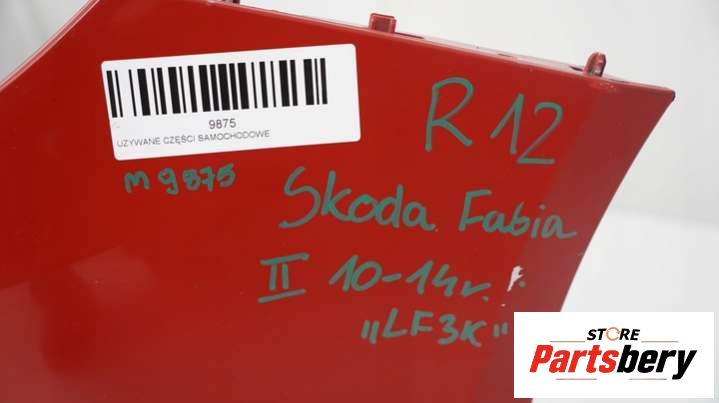 9875
UZYWANE CZĘŚCI SAMOCHODOWE
M 9875
R 12
Skoda Fabia
II 10-14r.
"LF3K"
STORE
Partsbery